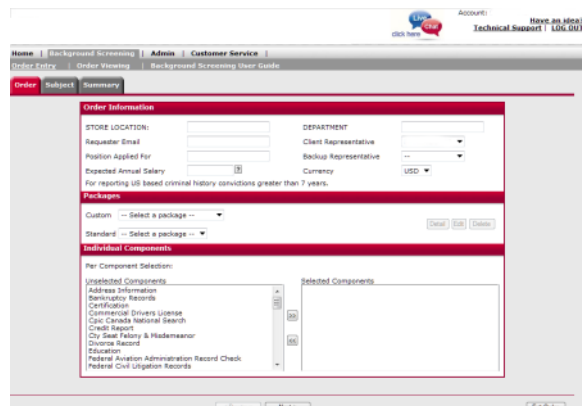 Live
Chat
click here
Account:
Have an idea?
Technical Support | LOG OUT
Home | Background Screening | Admin | Customer Service |
Order Entry | Order Viewing | Background Screening User Guide
Order Subject Summary
Order Information
STORE LOCATION: DEPARTMENT
Requester Email Client Representative
Position Applied For Backup Representative --
Expected Annual Salary ? Currency USD
For reporting US based criminal history convictions greater than 7 years.
Packages
Custom -- Select a package --
Detail Edit Delete
Standard -- Select a package --
Individual Components
Per Component Selection:
Unselected Components Selected Components
Address Information
Bankruptcy Records
Certification
Commercial Drivers License
Cpic Canada National Search
Credit Report
Cty Seat Felony & Misdemeanor
Divorce Record
Education
Federal Aviation Administration Record Check
Federal Civil Litigation Records
>>
<<